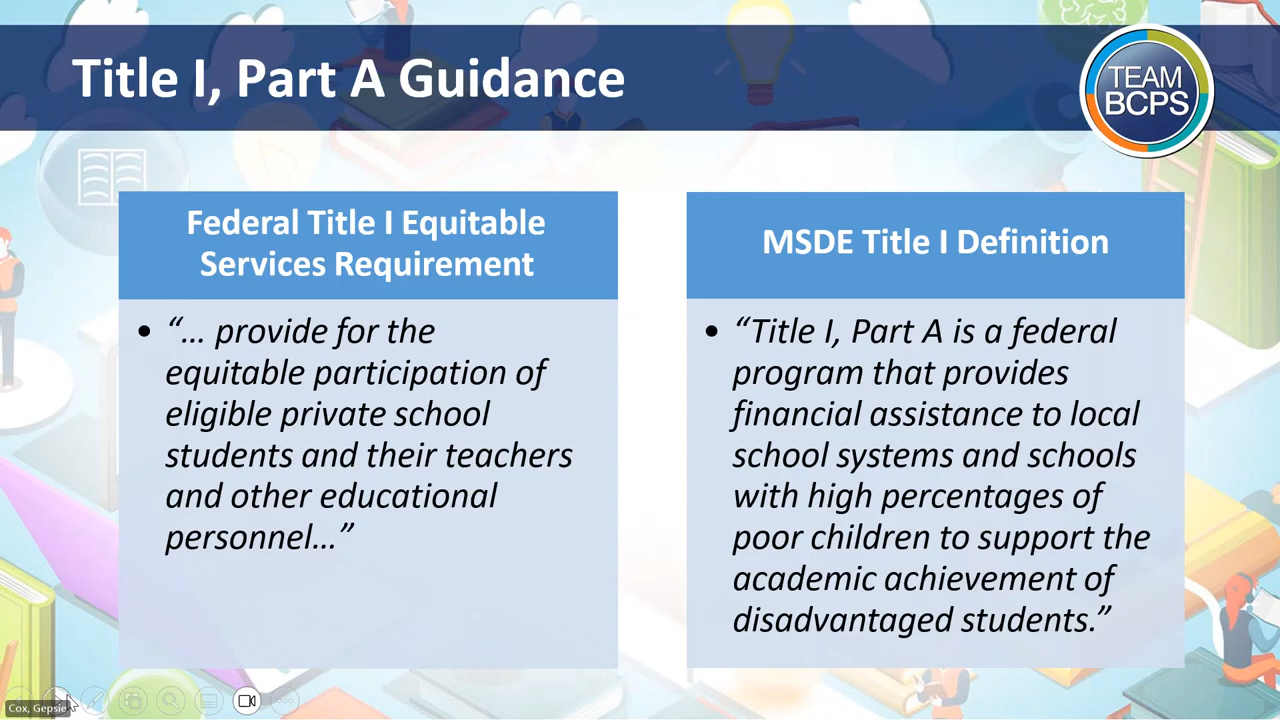 Title I, Part A Guidance
TEAM
BCPS
Federal Title I Equitable
Services Requirement
• “… provide for the
equitable participation of
eligible private school
students and their teachers
and other educational
personnel…”
MSDE Title I Definition
• “Title I, Part A is a federal
program that provides
financial assistance to local
school systems and schools
with high percentages of
poor children to support the
academic achievement of
disadvantaged students.”
Cox, Gepsie